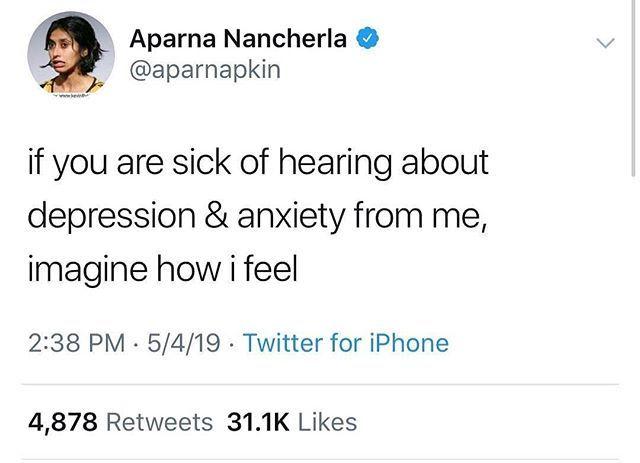 Aparna Nancherla
@aparnapkin
if you are sick of hearing about
depression & anxiety from me,
imagine how i feel
2:38 PM · 5/4/19 · Twitter for iPhone
4,878 Retweets 31.1K Likes